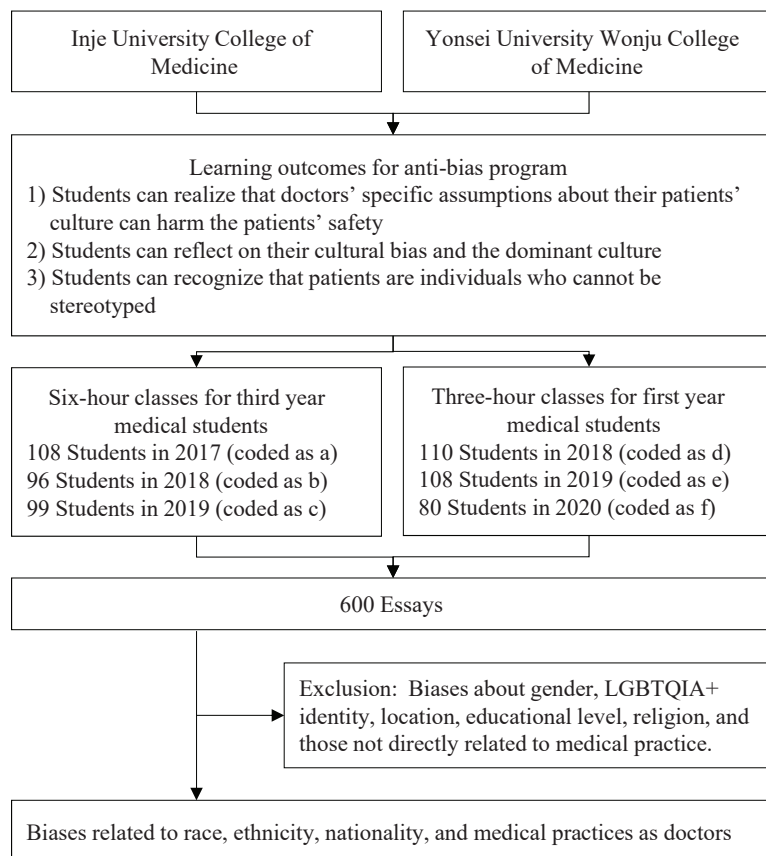 Inje University College of
Medicine
Yonsei University Wonju College
of Medicine
Learning outcomes for anti-bias program
1) Students can realize that doctors' specific assumptions about their patients'
culture can harm the patients' safety
2) Students can reflect on their cultural bias and the dominant culture
3) Students can recognize that patients are individuals who cannot be
stereotyped
Six-hour classes for third year
medical students
108 Students in 2017 (coded as a)
96 Students in 2018 (coded as b)
99 Students in 2019 (coded as c)
Three-hour classes for first year
medical students
110 Students in 2018 (coded as d)
108 Students in 2019 (coded as e)
80 Students in 2020 (coded as f)
600 Essays
Exclusion:  Biases about gender, LGBTQIA+
identity, location, educational level, religion, and
those not directly related to medical practice.
Biases related to race, ethnicity, nationality, and medical practices as doctors